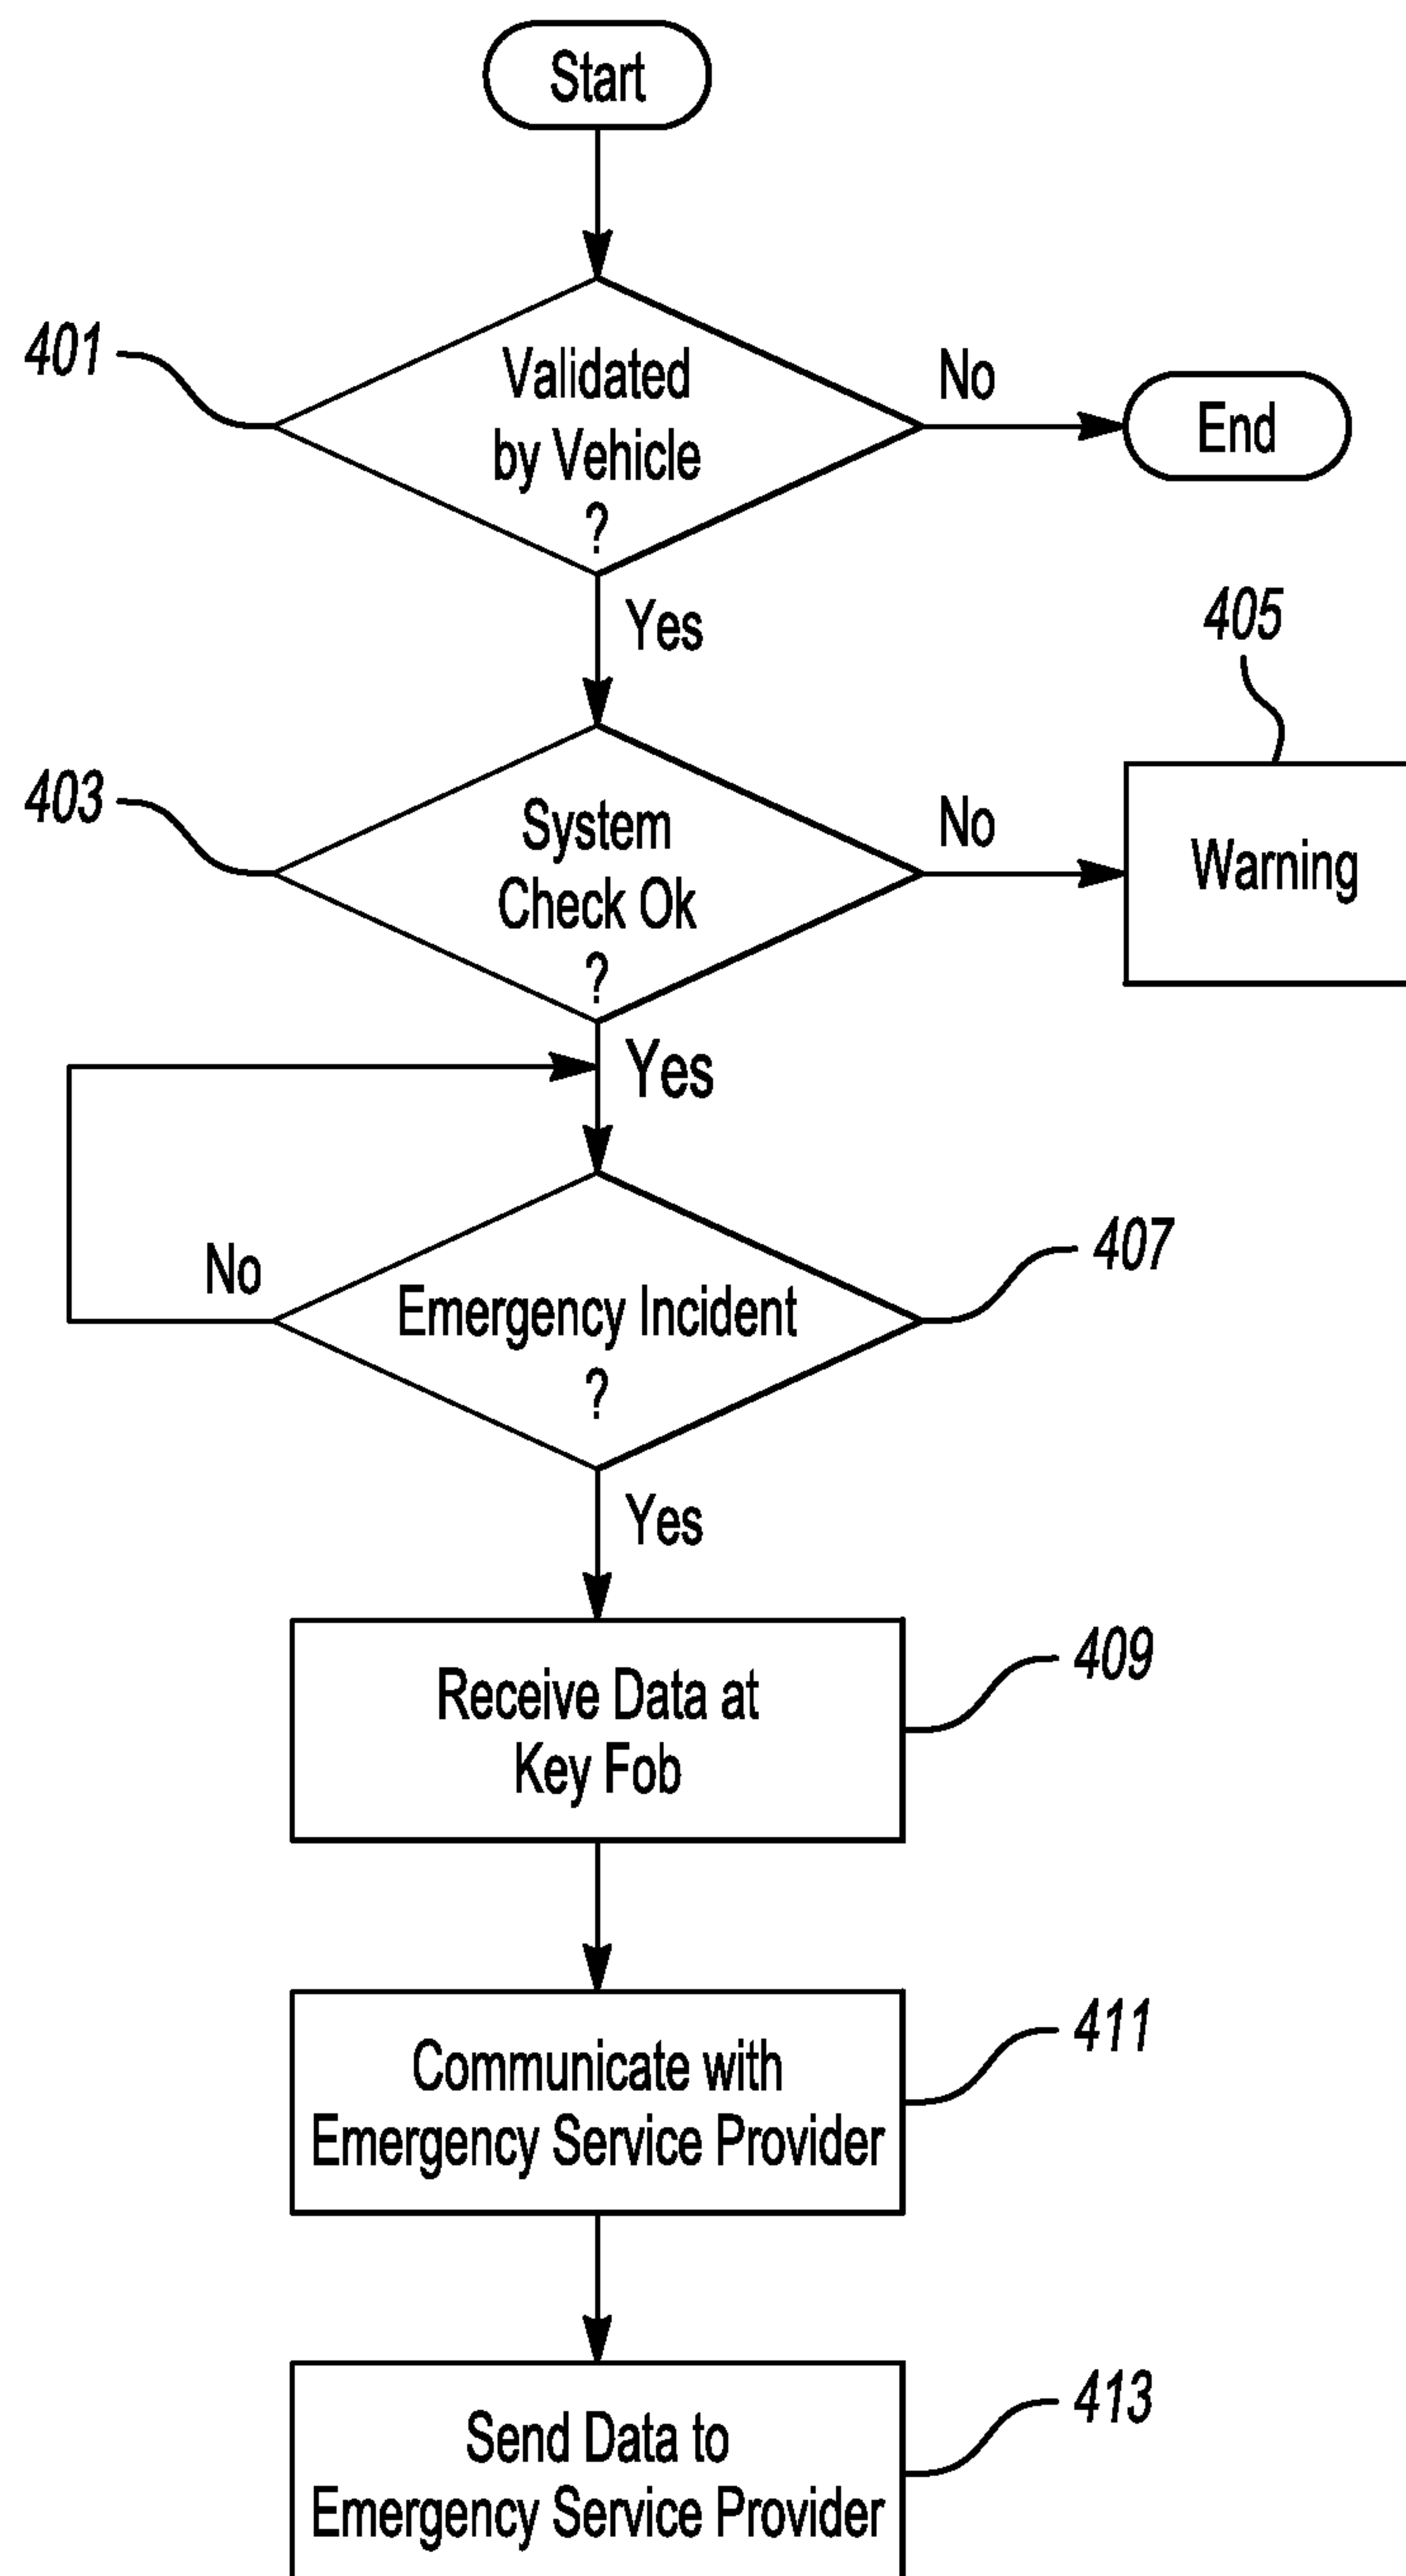 Start
401
Validated
by Vehicle
?
No
End
Yes
405
403
System
Check Ok
?
No
Warning
Yes
No
Emergency Incident
?
407
Yes
Receive Data at
Key Fob
409
Communicate with
Emergency Service Provider
411
Send Data to
Emergency Service Provider
413